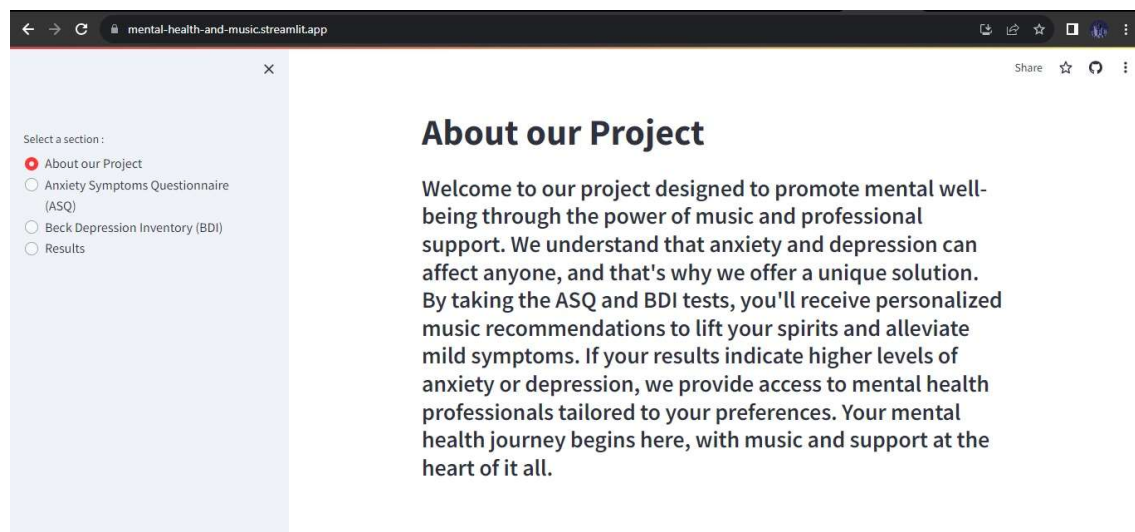 mental-health-and-music.streamlit.app
Share
Select a section :
About our Project
Anxiety Symptoms Questionnaire
(ASQ)
Beck Depression Inventory (BDI)
Results
About our Project
Welcome to our project designed to promote mental well-
being through the power of music and professional
support. We understand that anxiety and depression can
affect anyone, and that's why we offer a unique solution.
By taking the ASQ and BDI tests, you'll receive personalized
music recommendations to lift your spirits and alleviate
mild symptoms. If your results indicate higher levels of
anxiety or depression, we provide access to mental health
professionals tailored to your preferences. Your mental
health journey begins here, with music and support at the
heart of it all.